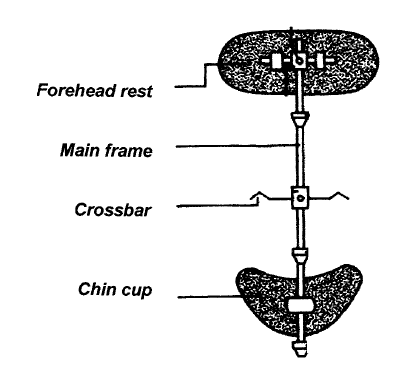 Forehead rest
Main frame
Crossbar
Chin cup